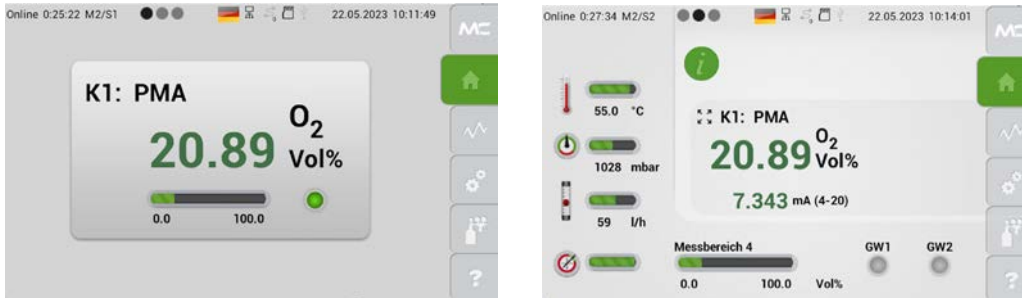 Online 0:25:22 M2/S1 22.05.2023 10:11:49
MC
K1: PMA
O2
20.89 Vol%
0.0 100.0
?
Online 0:27:34 M2/S2 22.05.2023 10:14:01
MC
i
55.0 °C
K1: PMA
O2
20.89 Vol%
1028 mbar
7.343 mA (4-20)
59 l/h
Messbereich 4 GW1 GW2
0.0 100.0 Vol%
?